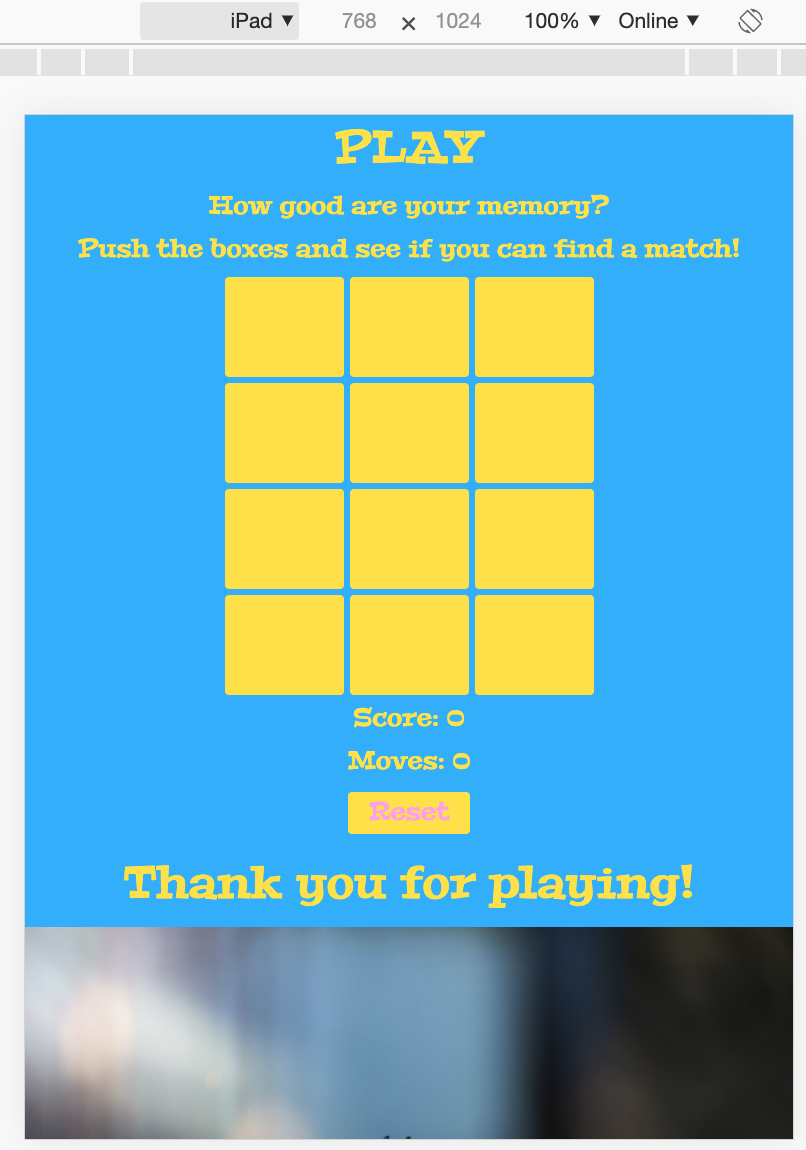 iPad ▼ 768 × 1024 100% ▼ Online ▼
PLAY
How good are your memory?
Push the boxes and see if you can find a match!
Score: 0
Moves: 0
Reset
Thank you for playing!